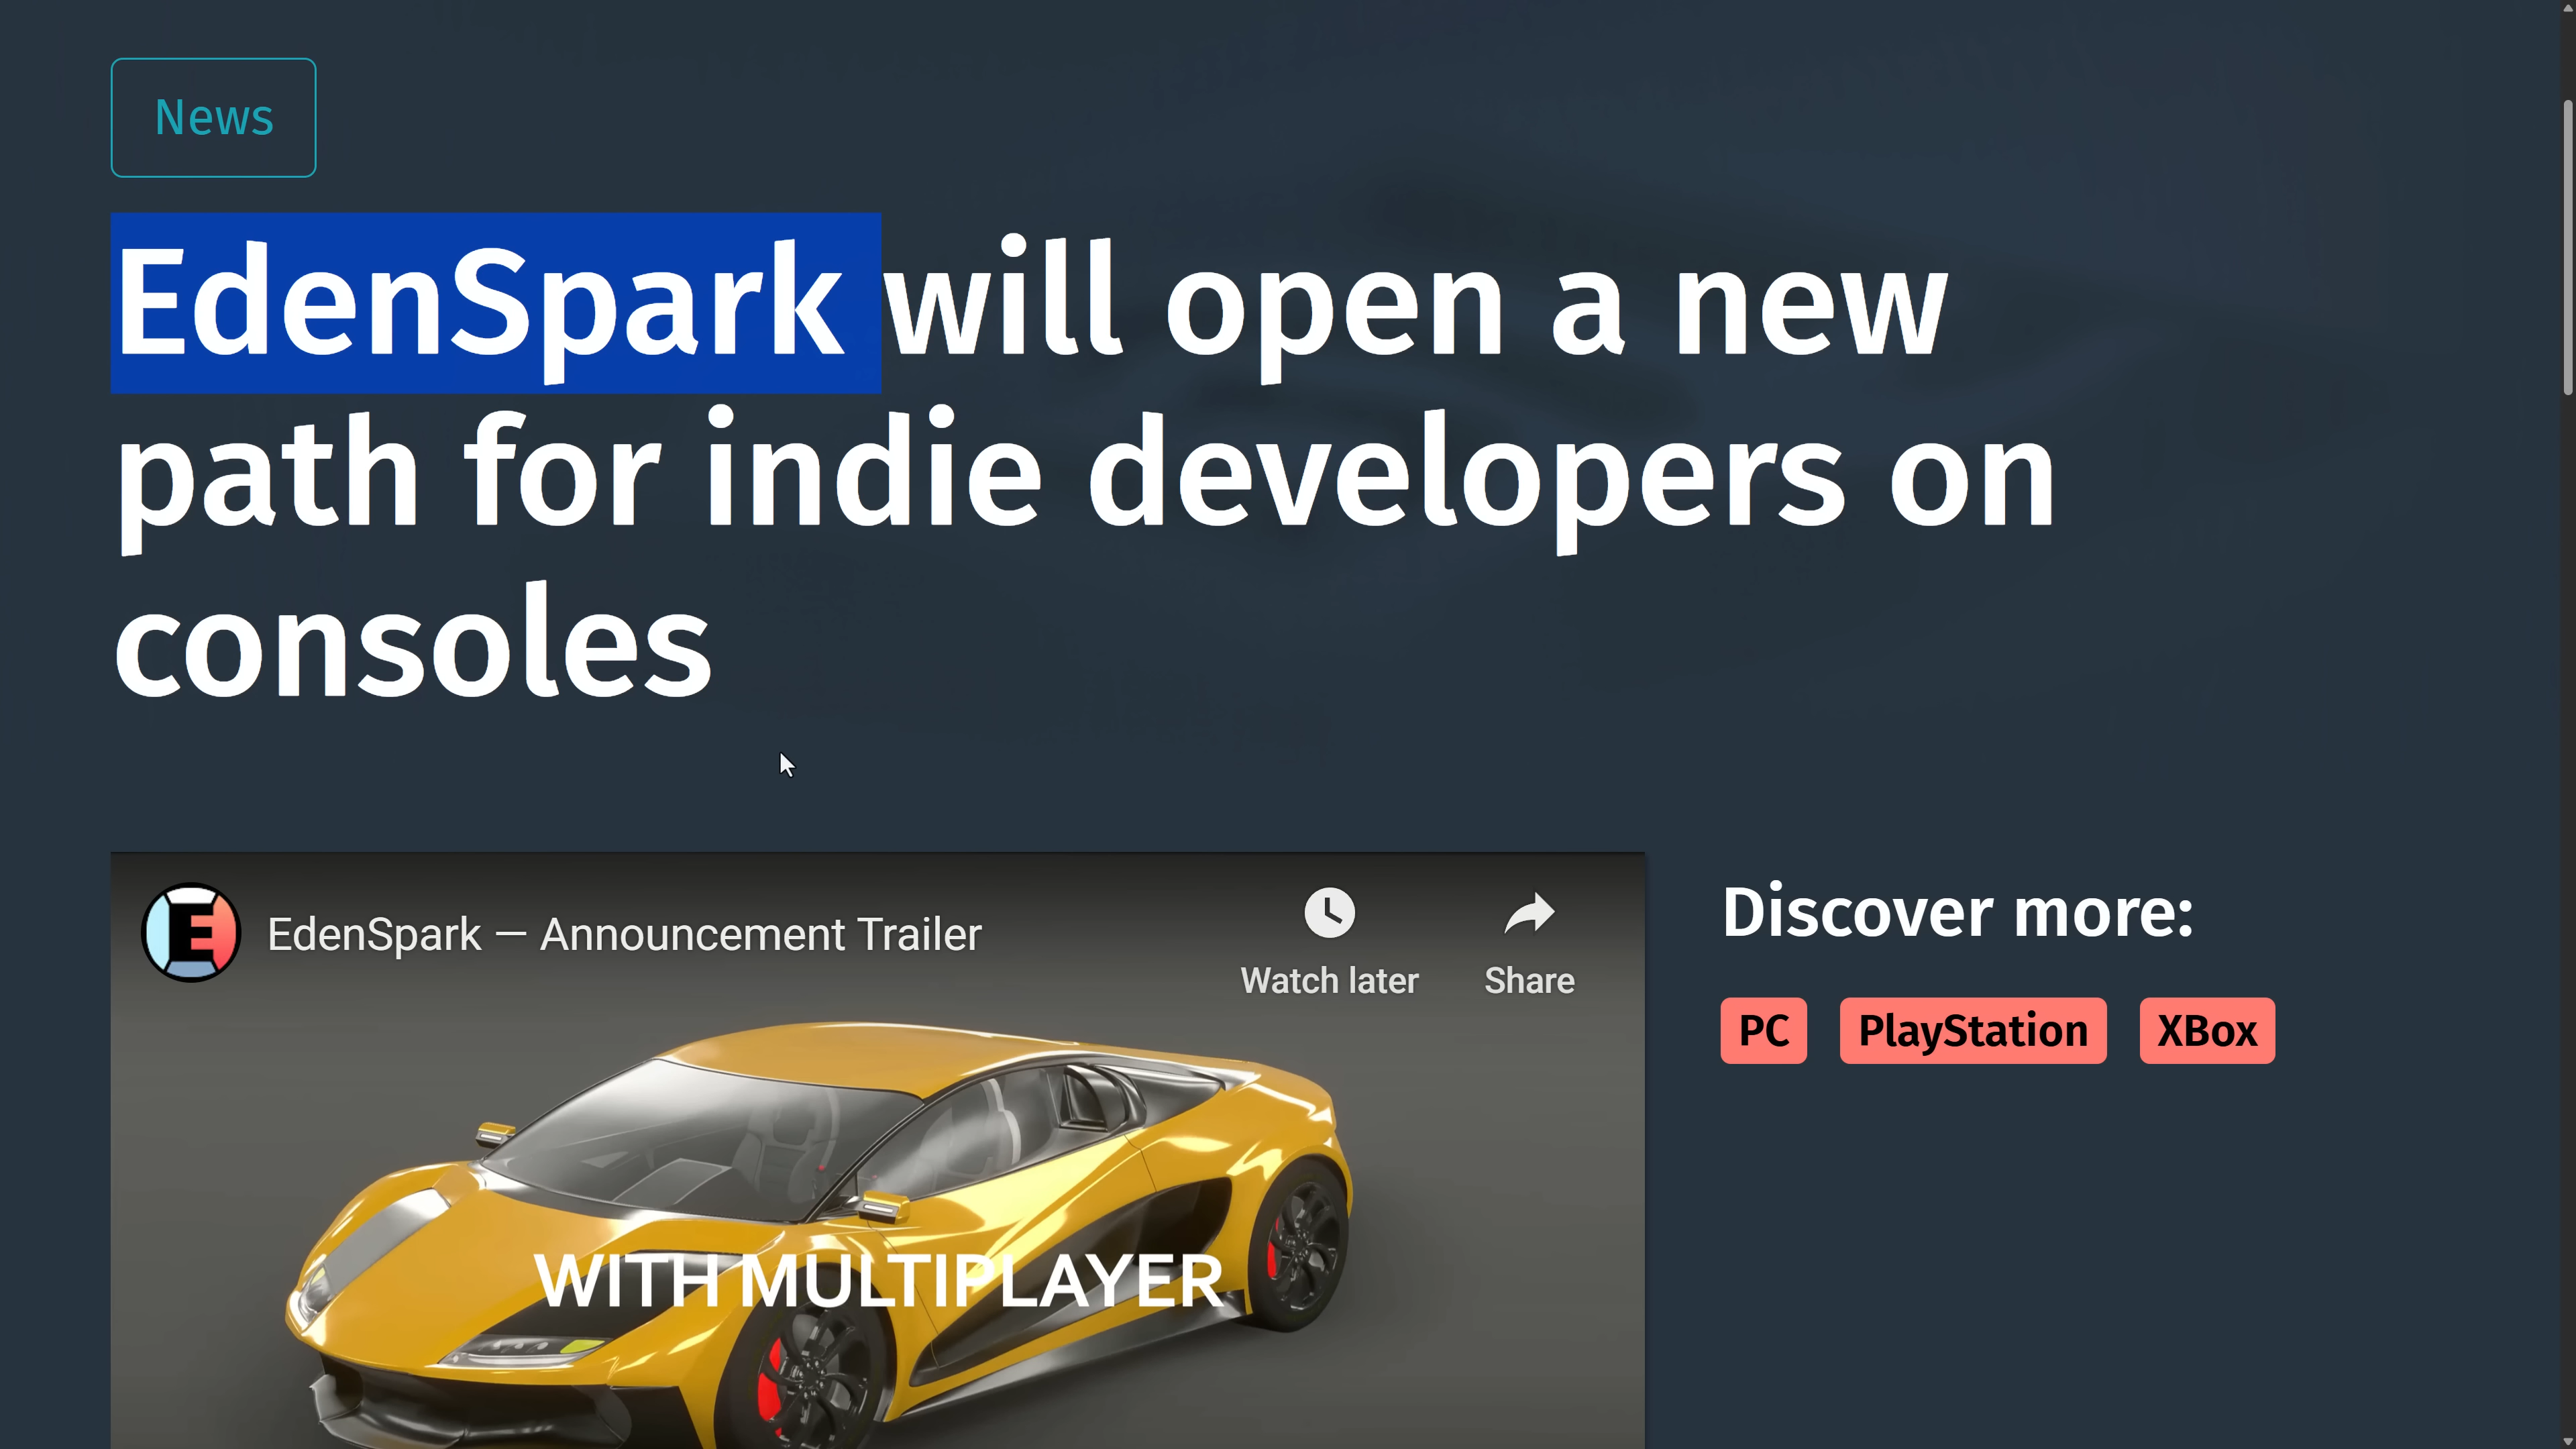 News
EdenSpark will open a new
path for indie developers on
consoles
E
EdenSpark — Announcement Trailer
Watch later
Share
Discover more:
PC
PlayStation
XBox
WITH MULTIPLAYER